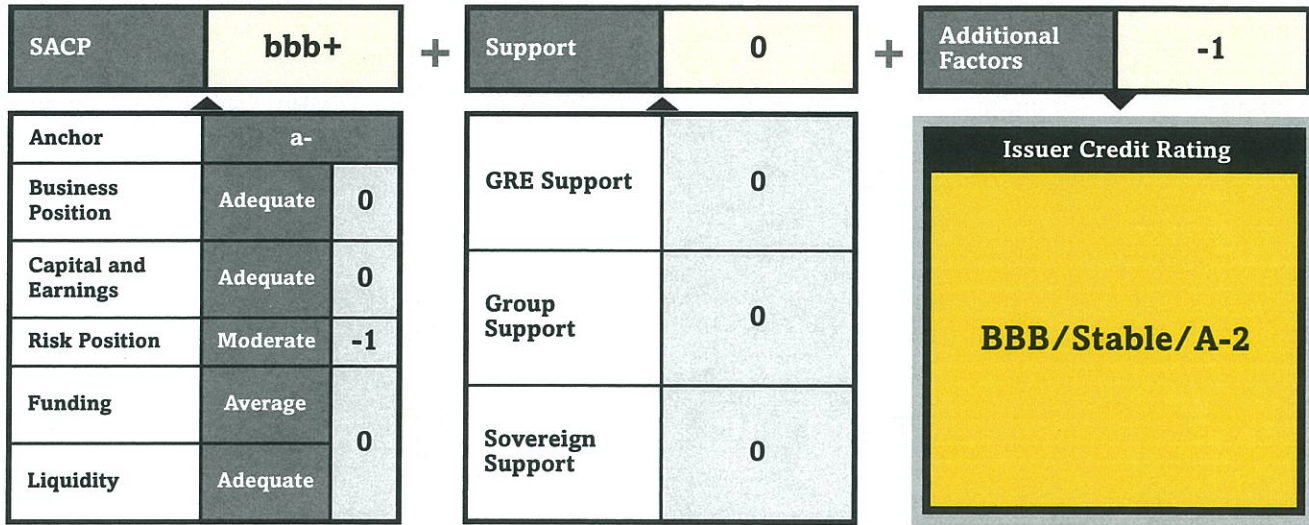 SACP
bbb+
+
Support
0
+
Additional
Factors
-1
Anchor
a-
Business
Position
Adequate
0
Capital and
Earnings
Adequate
0
Risk Position
Moderate
-1
Funding
Average
0
Liquidity
Adequate
GRE Support
0
Group
Support
0
Sovereign
Support
0
Issuer Credit Rating
BBB/Stable/A-2